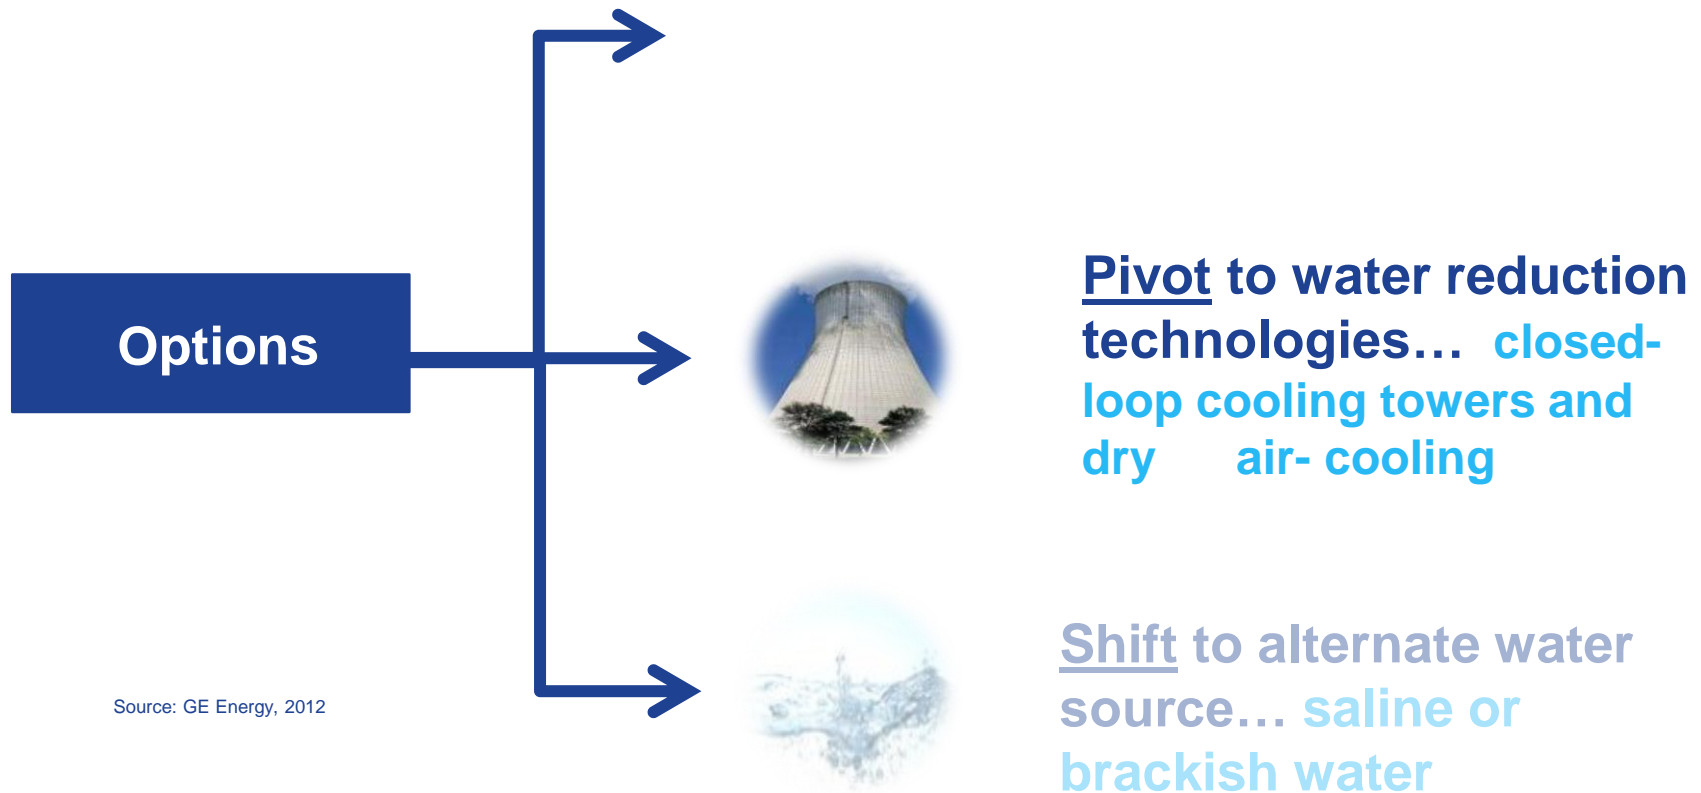 Options
Pivot to water reduction
technologies… closed-
loop cooling towers and
dry air- cooling
Shift to alternate water
source… saline or
brackish water
Source: GE Energy, 2012